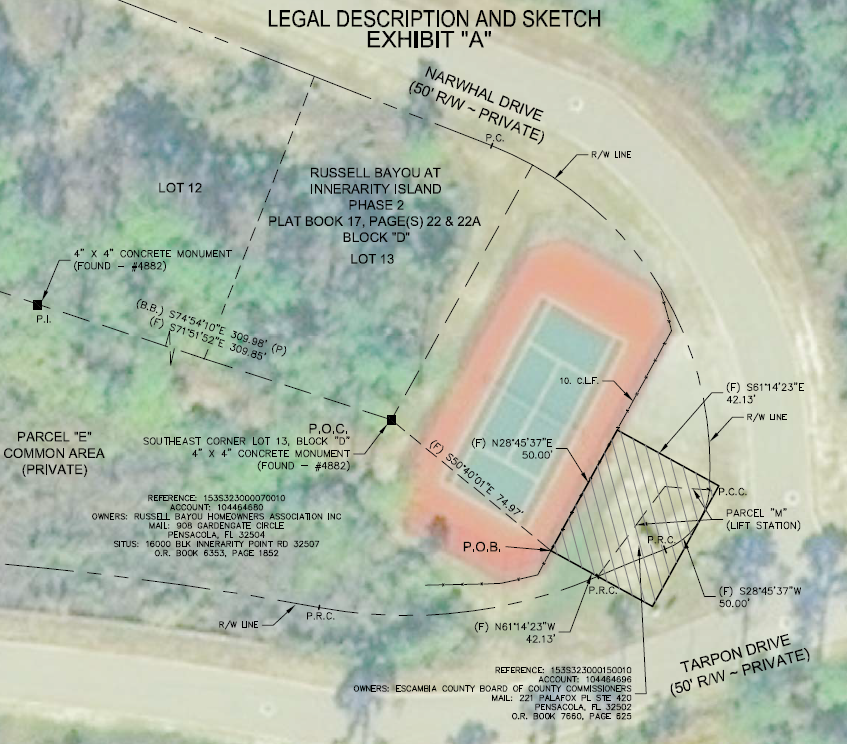 LEGAL DESCRIPTION AND SKETCH
EXHIBIT "A"
NARWHAL DRIVE
(50' R/W ~ PRIVATE)
P.C.
R/W LINE
LOT 12
RUSSELL BAYOU AT
INNERARITY ISLAND
PHASE 2
PLAT BOOK 17, PAGE(S) 22 & 22A
BLOCK "D"
LOT 13
4" X 4" CONCRETE MONUMENT
(FOUND - #4882)
P.I.
(B.B.) S74°54'10"E 309.98' (P)
(F) S71°51'52"E 309.85'
10. C.L.F.
(F) S61°14'23"E
42.13'
R/W LINE
P.O.C.
SOUTHEAST CORNER LOT 13, BLOCK "D"
4" X 4" CONCRETE MONUMENT
(FOUND - #4882)
(F) N28°45'37"E
50.00'
(F) S50°40'01"E 74.97'
PARCEL "E"
COMMON AREA
(PRIVATE)
REFERENCE: 153S323000070010
ACCOUNT: 104464680
OWNERS: RUSSELL BAYOU HOMEOWNERS ASSOCIATION INC
MAIL: 908 GARDENGATE CIRCLE
PENSACOLA, FL 32504
SITUS: 16000 BLK INNERARITY POINT RD 32507
O.R. BOOK 6353, PAGE 1852
P.C.C.
PARCEL "M"
(LIFT STATION)
P.R.C.
P.O.B.
P.R.C.
(F) S28°45'37"W
50.00'
R/W LINE
P.R.C.
(F) N61°14'23"W
42.13'
TARPON DRIVE
(50' R/W ~ PRIVATE)
REFERENCE: 153S323000150010
ACCOUNT: 104464696
OWNERS: ESCAMBIA COUNTY BOARD OF COUNTY COMMISSIONERS
MAIL: 221 PALAFOX PL STE 420
PENSACOLA, FL 32502
O.R. BOOK 7660, PAGE 625